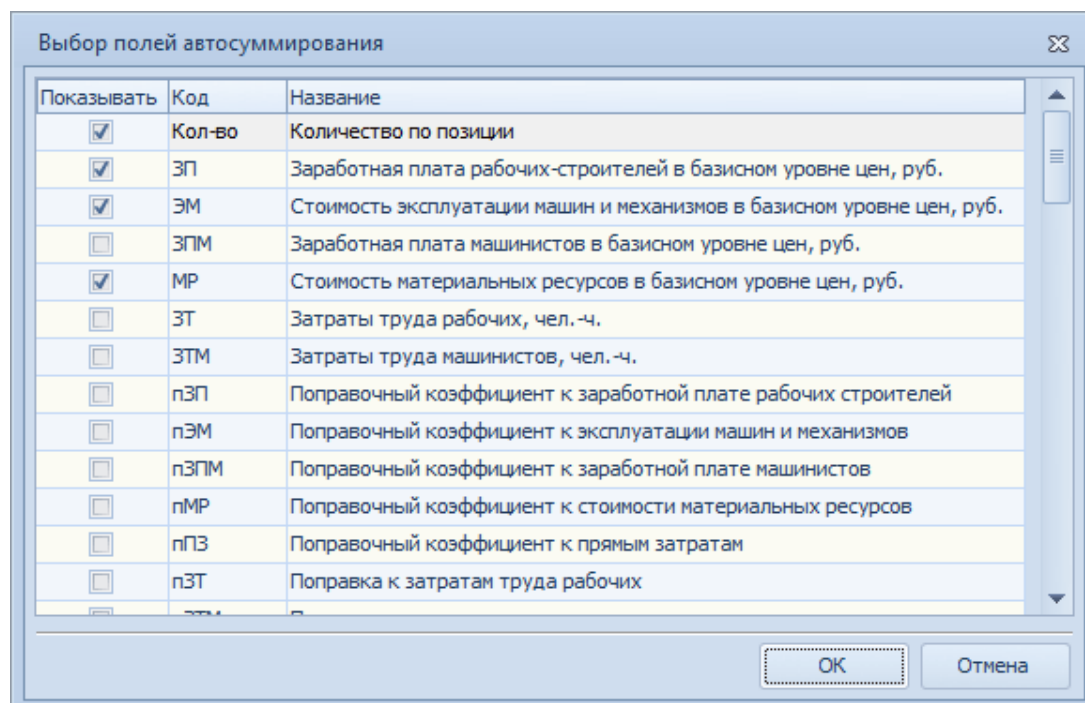 Выбор полей автосуммирования
Показывать Код Название
Кол-во Количество по позиции
ЗП Заработная плата рабочих-строителей в базисном уровне цен, руб.
ЭМ Стоимость эксплуатации машин и механизмов в базисном уровне цен, руб.
ЗПМ Заработная плата машинистов в базисном уровне цен, руб.
МР Стоимость материальных ресурсов в базисном уровне цен, руб.
ЗТ Затраты труда рабочих, чел.-ч.
ЗТМ Затраты труда машинистов, чел.-ч.
пЗП Поправочный коэффициент к заработной плате рабочих строителей
пЭМ Поправочный коэффициент к эксплуатации машин и механизмов
пЗПМ Поправочный коэффициент к заработной плате машинистов
пМР Поправочный коэффициент к стоимости материальных ресурсов
пПЗ Поправочный коэффициент к прямым затратам
пЗТ Поправка к затратам труда рабочих
OK Отмена